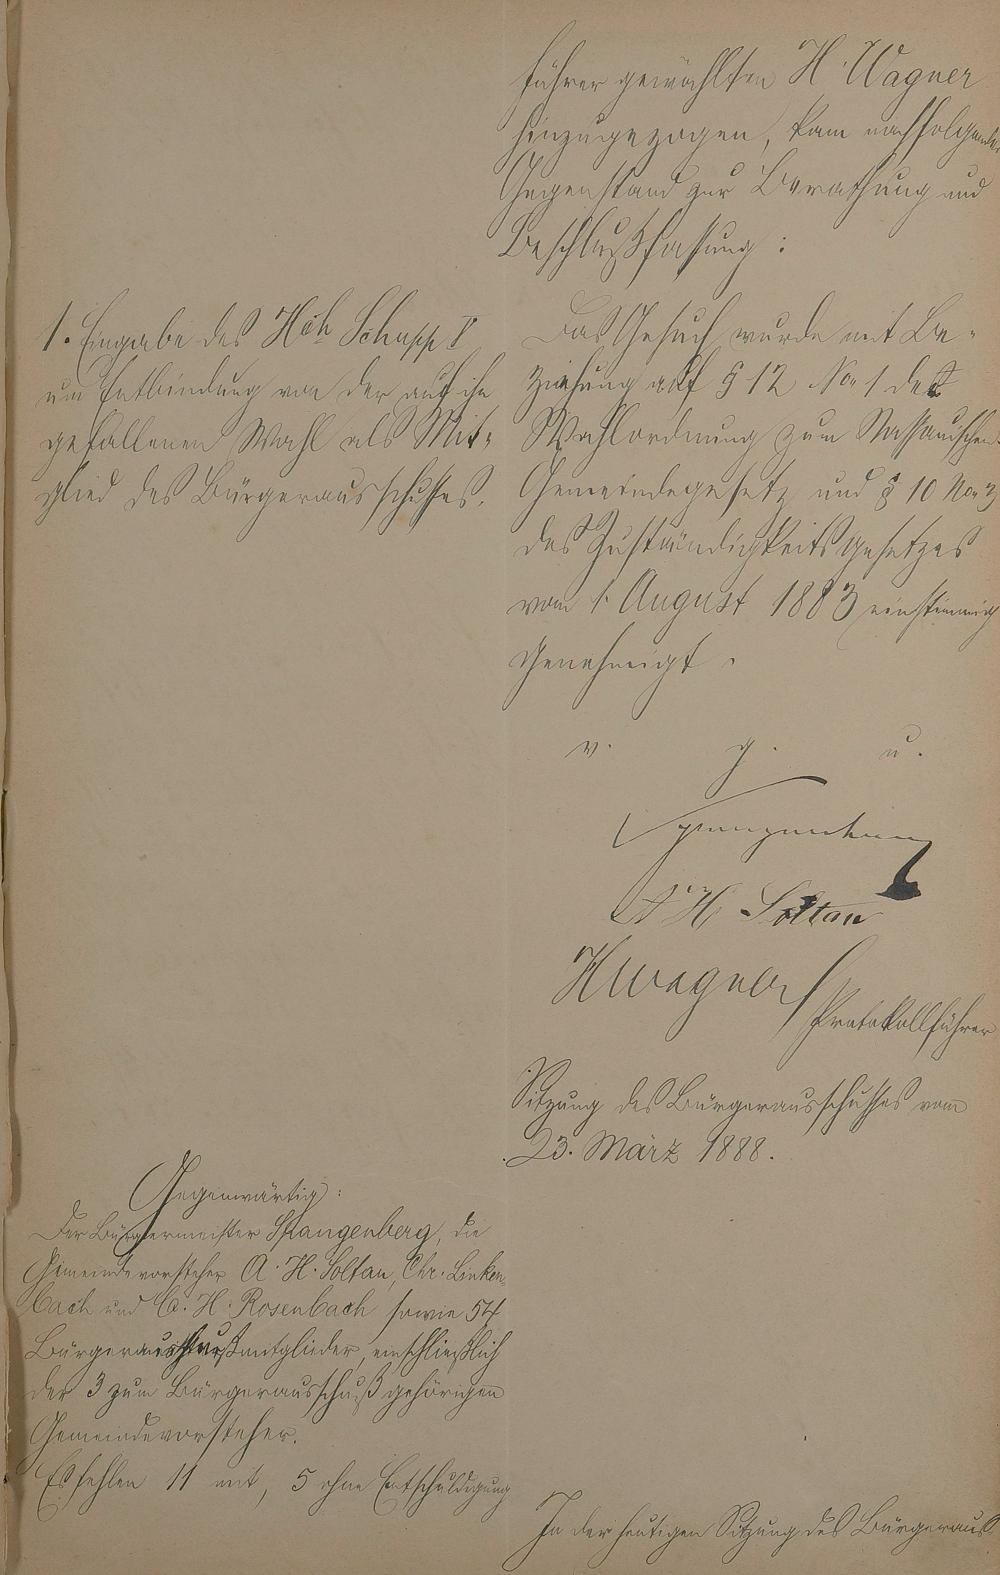 führer gewählten H. Wagner
hinzugezogen, kam nachfolgender
Gegenstand zur Berathung und
Beschlußfassung:
1. Eingabe des Hch Schupp V
um Entbindung von der auf ihn
gefallenen Wahl als Mit-
glied des Bürgerausschusses.
Das Gesuch wurde mit Be-
ziehung auf § 12 No 1 der
Wahlordnung zum Nassauischen
Gemeindegesetz und § 10 No 3
des Zuständigkeitsgesetzes
vom 1. August 1883 einstimmig
genehmigt.
v. g. u.
Spangenberg
A H Soltau
H Wagner
Protokollführer
Sitzung des Bürgerausschusses vom
23. März 1888.
Gegenwärtig:
Der Bürgermeister Spangenberg, die
Gemeindevorsteher A. H. Soltau, Chr. Linken-
bach und C. H. Rosenbach sowie 54
Bürgerausschußmitglieder, einschließlich
der 3 zum Bürgerausschuß gehörigen
Gemeindevorsteher.
Es fehlen 11 mit, 5 ohne Entschuldigung
In der heutigen Sitzung des Bürgeraus-